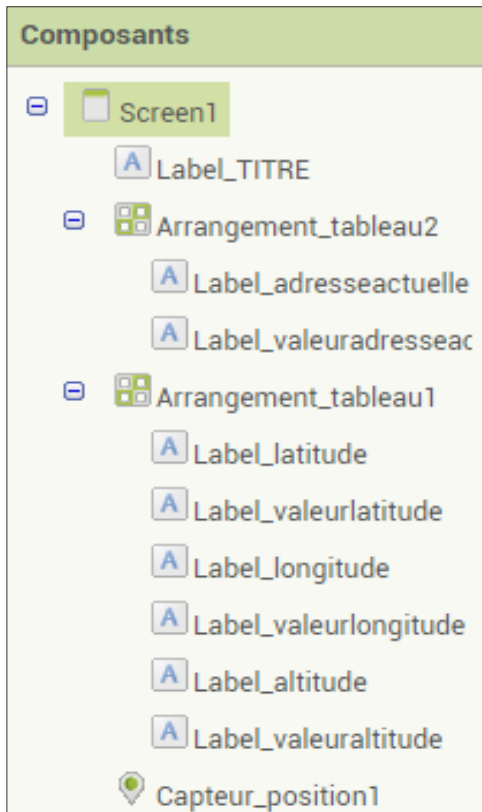 Composants
Screen1
Label_TITRE
Arrangement_tableau2
Label_adresseactuelle
Label_valeuradresseac
Arrangement_tableau1
Label_latitude
Label_valeurlatitude
Label_longitude
Label_valeurlongitude
Label_altitude
Label_valeuraltitude
Capteur_position1